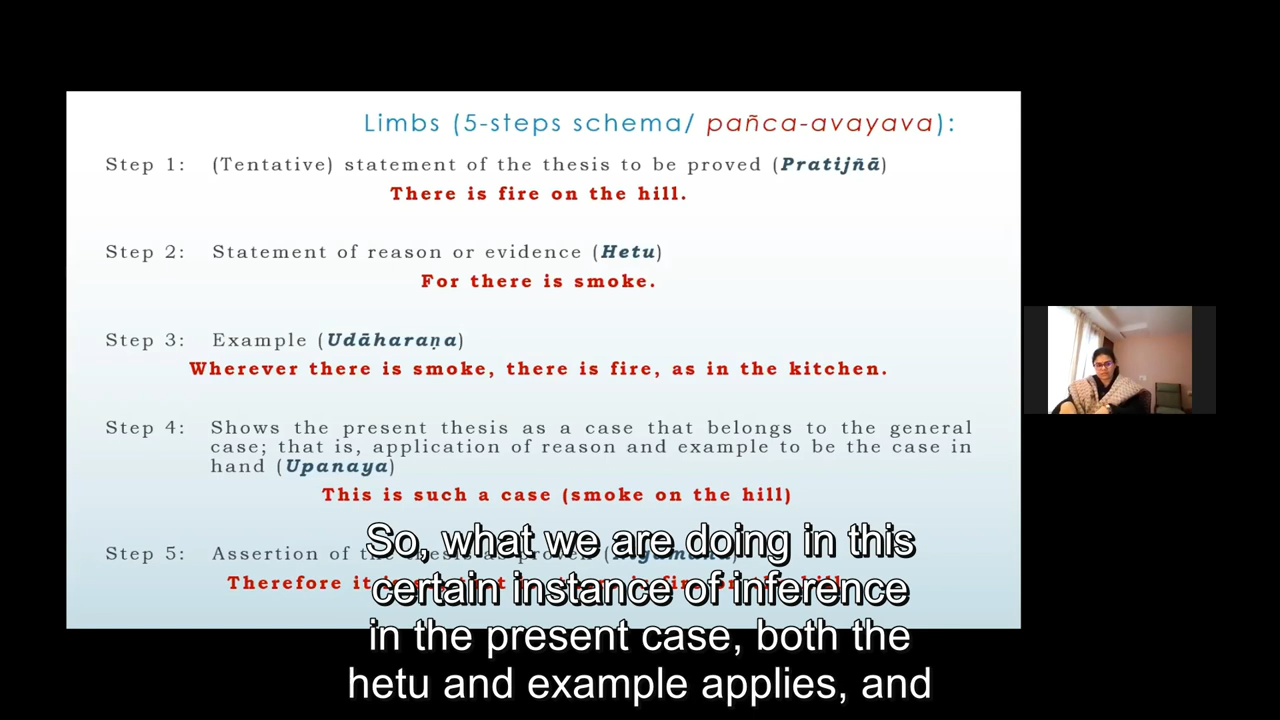 Limbs (5-steps schema/ pañca-avayava):
Step 1: (Tentative) statement of the thesis to be proved (Pratijñā)
There is fire on the hill.
Step 2: Statement of reason or evidence (Hetu)
For there is smoke.
Step 3: Example (Udāharaṇa)
Wherever there is smoke, there is fire, as in the kitchen.
Step 4: Shows the present thesis as a case that belongs to the general
case; that is, application of reason and example to be the case in
hand (Upanaya)
This is such a case (smoke on the hill)
Step 5: Assertion of the thesis as proven
Therefore it
So, what we are doing in this
certain instance of inference
in the present case, both the
hetu and example applies, and